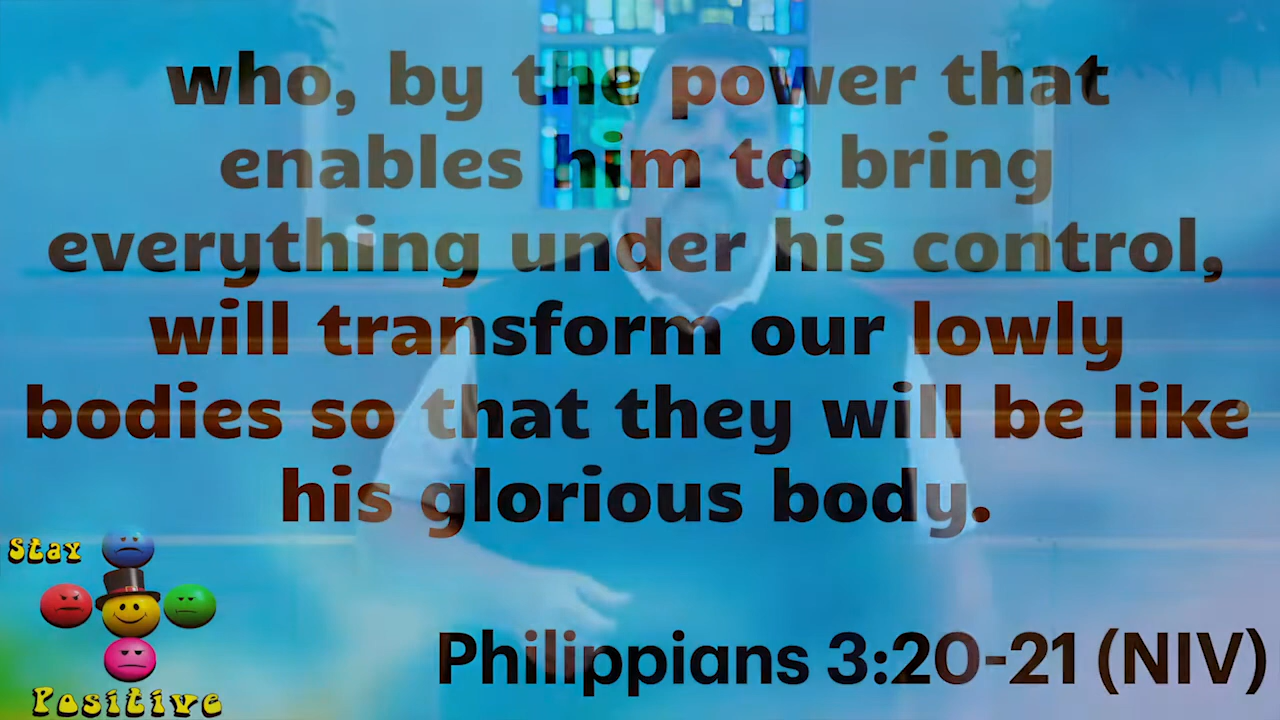 who, by the power that
enables him to bring
everything under his control,
will transform our lowly
bodies so that they will be like
his glorious body.
Stay
Positive
Philippians 3:20-21 (NIV)